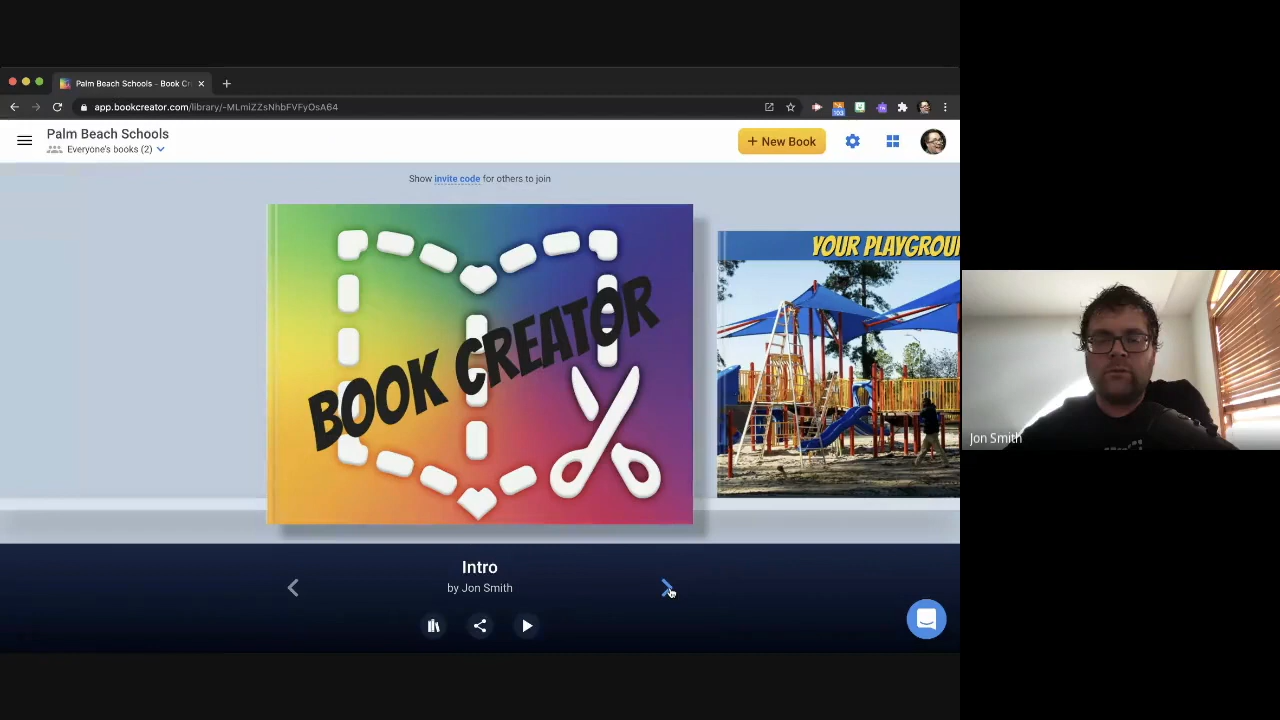 Palm Beach Schools - Book Cr
app.bookcreator.com/library/-MLmiZZsNhbFVFyOsA64
103
Palm Beach Schools
Everyone's books (2)
+ New Book
Show invite code for others to join
BOOK CREATOR
YOUR PLAYGROU
Jon Smith
Intro
by Jon Smith